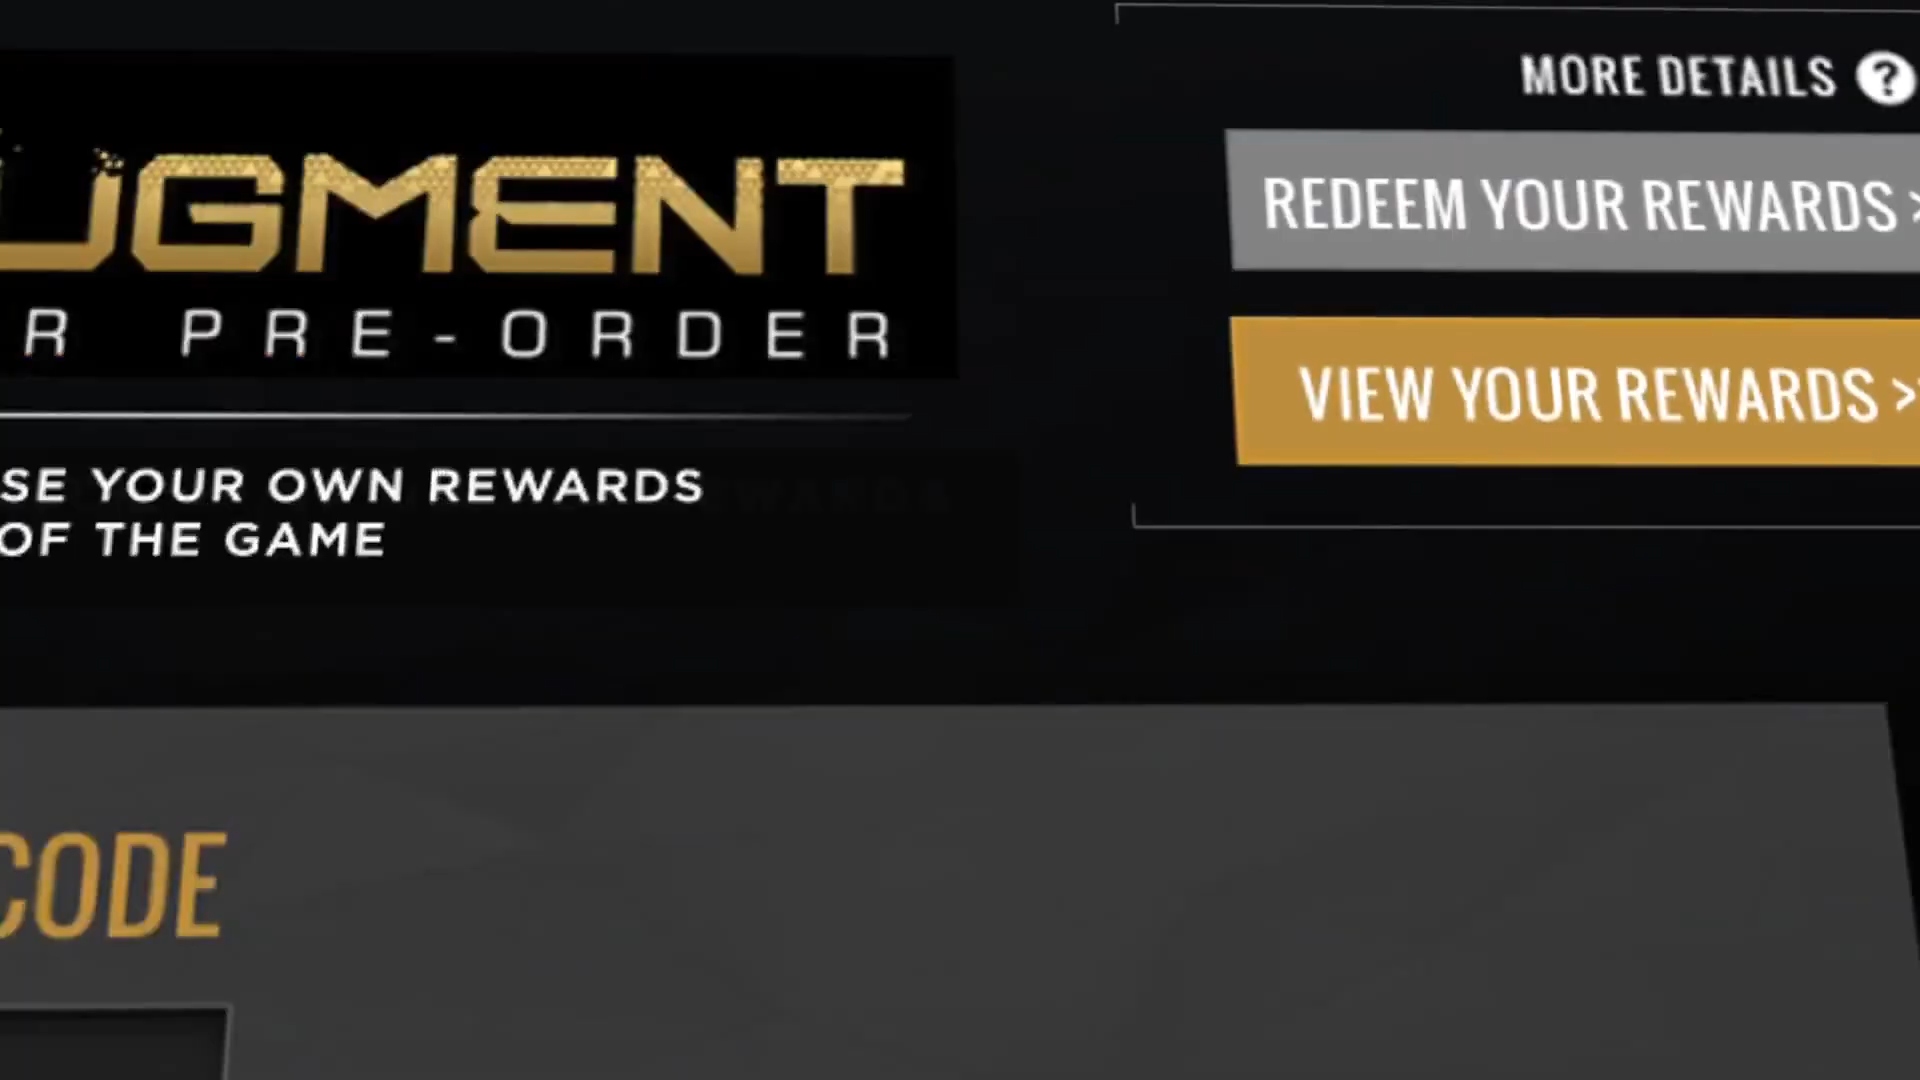 UGMENT
R PRE-ORDER
SE YOUR OWN REWARDS
OF THE GAME
MORE DETAILS ?
REDEEM YOUR REWARDS >
VIEW YOUR REWARDS >
CODE